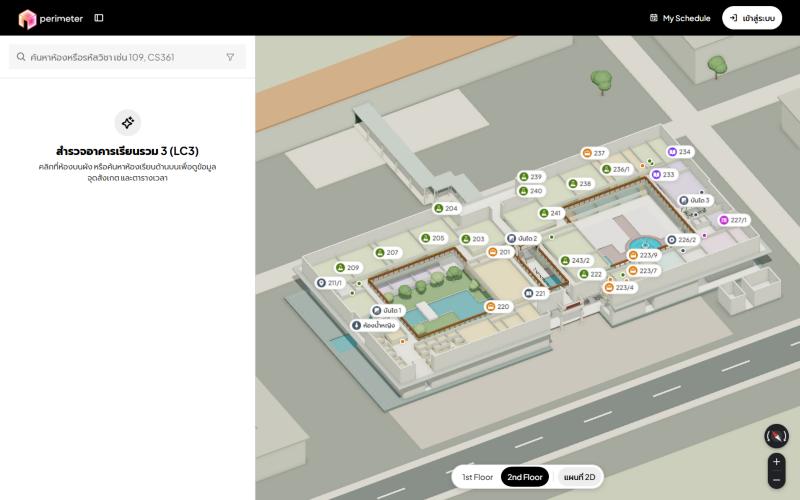 perimeter
My Schedule
เข้าสู่ระบบ
ค้นหาห้องหรือรหัสวิชา เช่น 109, CS361
สำรวจอาคารเรียนรวม 3 (LC3)
คลิกที่ห้องบนผัง หรือค้นหาห้องเรียนด้านบนเพื่อดูข้อมูล
จุดสังเกต และตารางเวลา
237
234
236/1
239
233
238
240
บันได 3
204
241
227/1
205
203
บันได 2
226/2
207
201
223/9
209
243/2
223/7
222
211/1
223/4
221
220
บันได 1
ห้องน้ำหญิง
1st Floor
2nd Floor
แผนที่ 2D